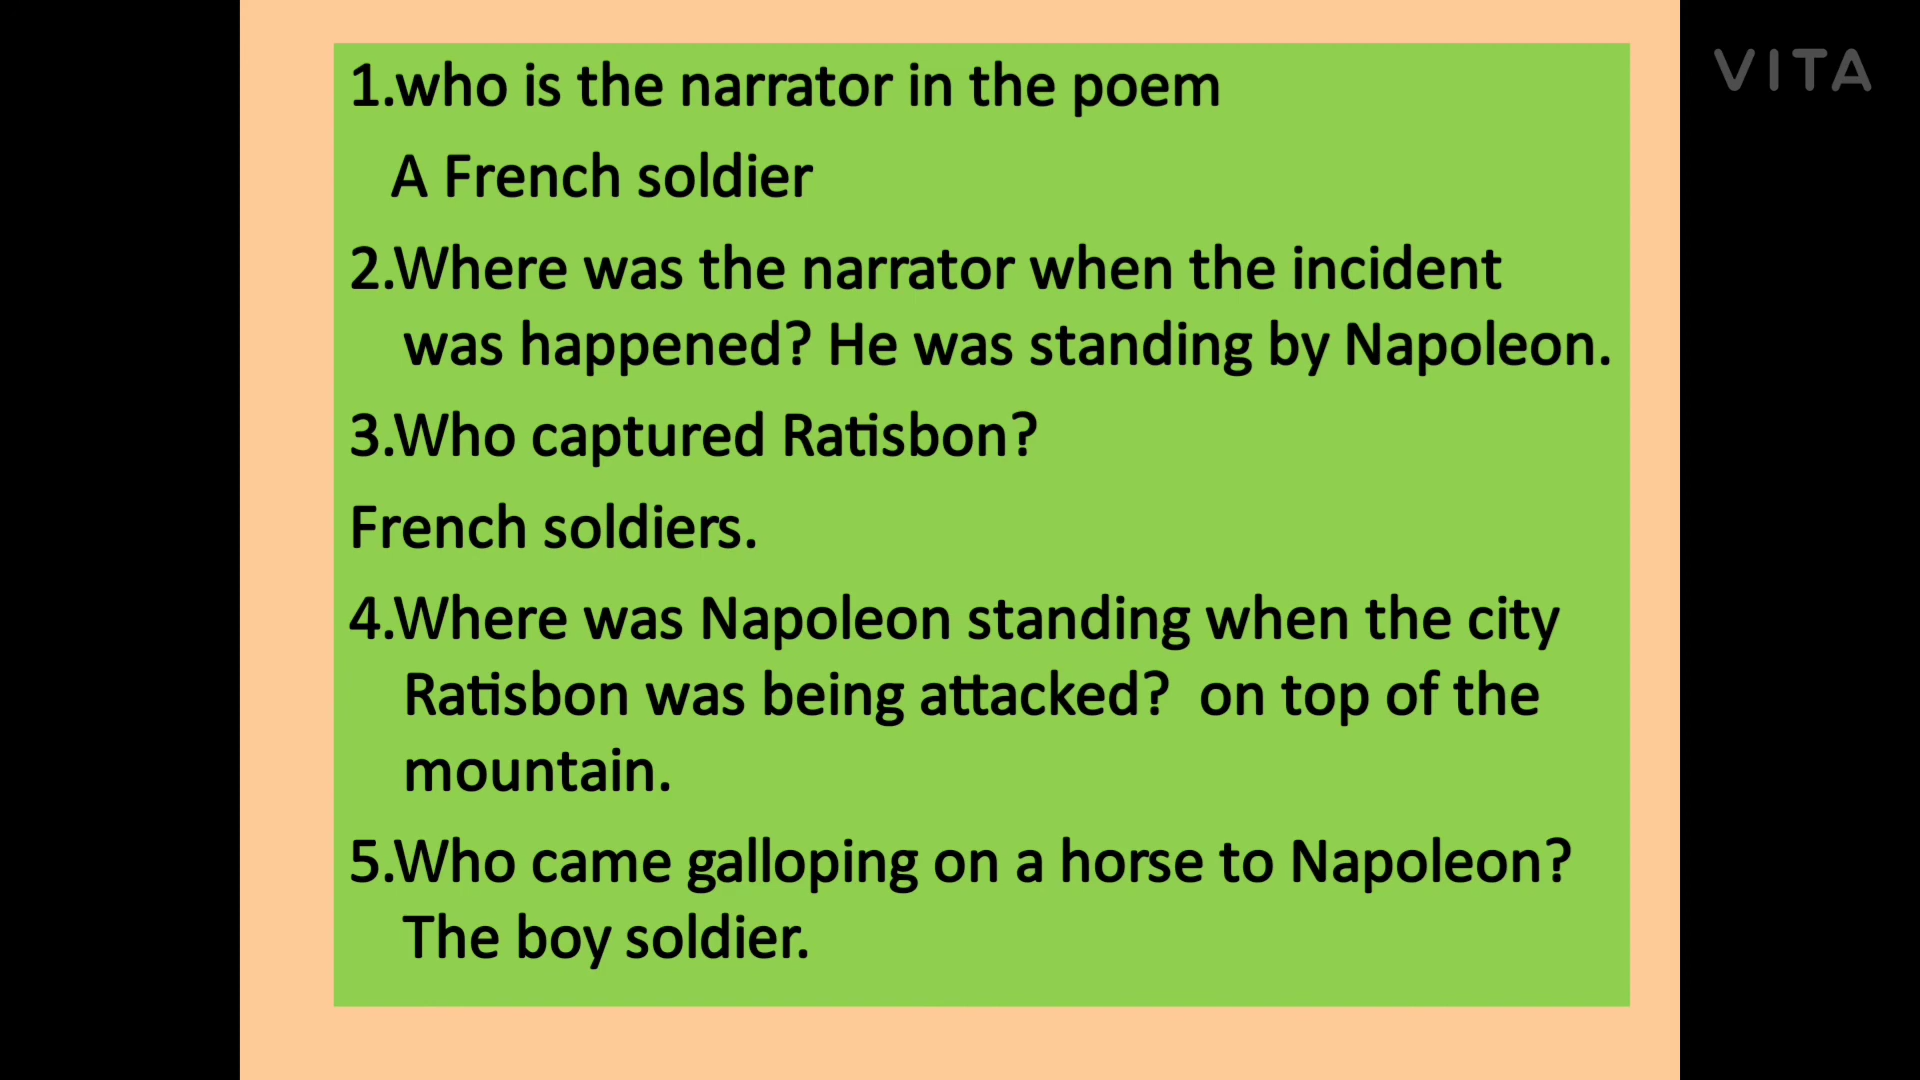 1.who is the narrator in the poem
A French soldier
2.Where was the narrator when the incident
was happened? He was standing by Napoleon.
3.Who captured Ratisbon?
French soldiers.
4.Where was Napoleon standing when the city
Ratisbon was being attacked?  on top of the
mountain.
5.Who came galloping on a horse to Napoleon?
The boy soldier.
VITA